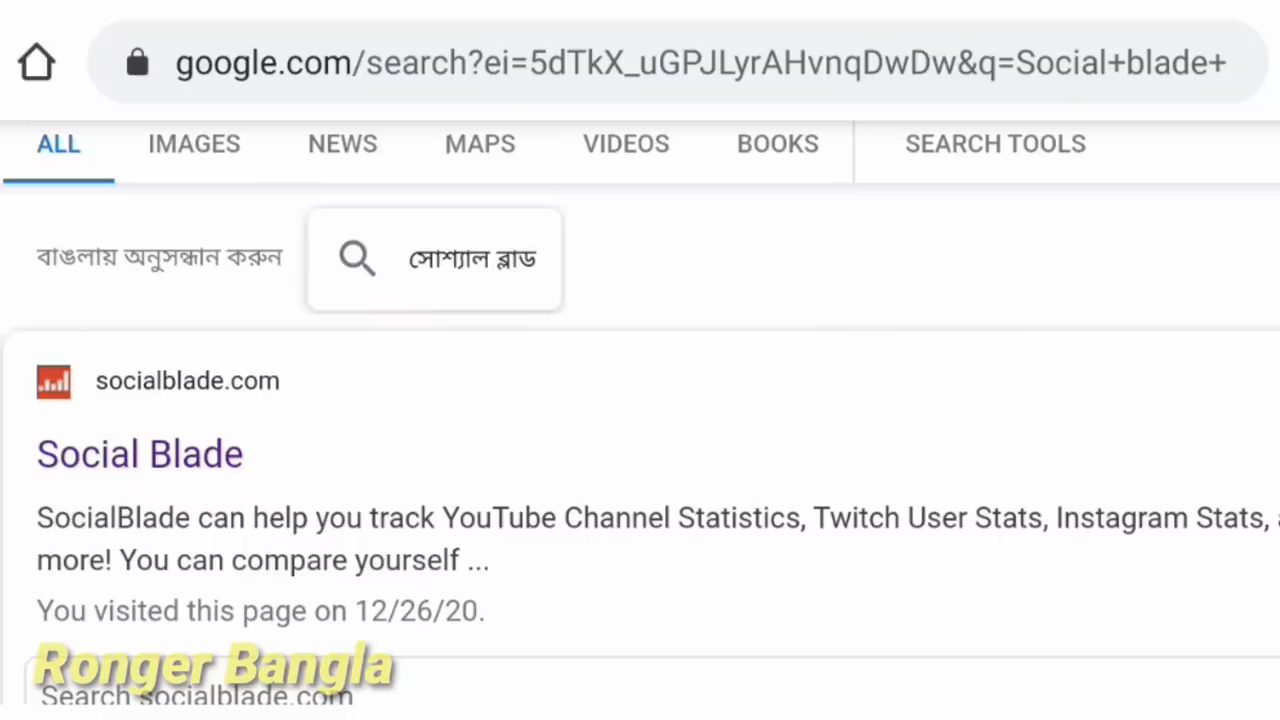 google.com/search?ei=5dTkX_uGPJLyrAHvnqDwDw&q=Social+blade+
ALL IMAGES NEWS MAPS VIDEOS BOOKS SEARCH TOOLS
বাঙলায় অনুসন্ধান করুন সোশ্যাল ব্লাড
socialblade.com
Social Blade
SocialBlade can help you track YouTube Channel Statistics, Twitch User Stats, Instagram Stats,
more! You can compare yourself ...
You visited this page on 12/26/20.
Ronger Bangla
Search socialblade.com